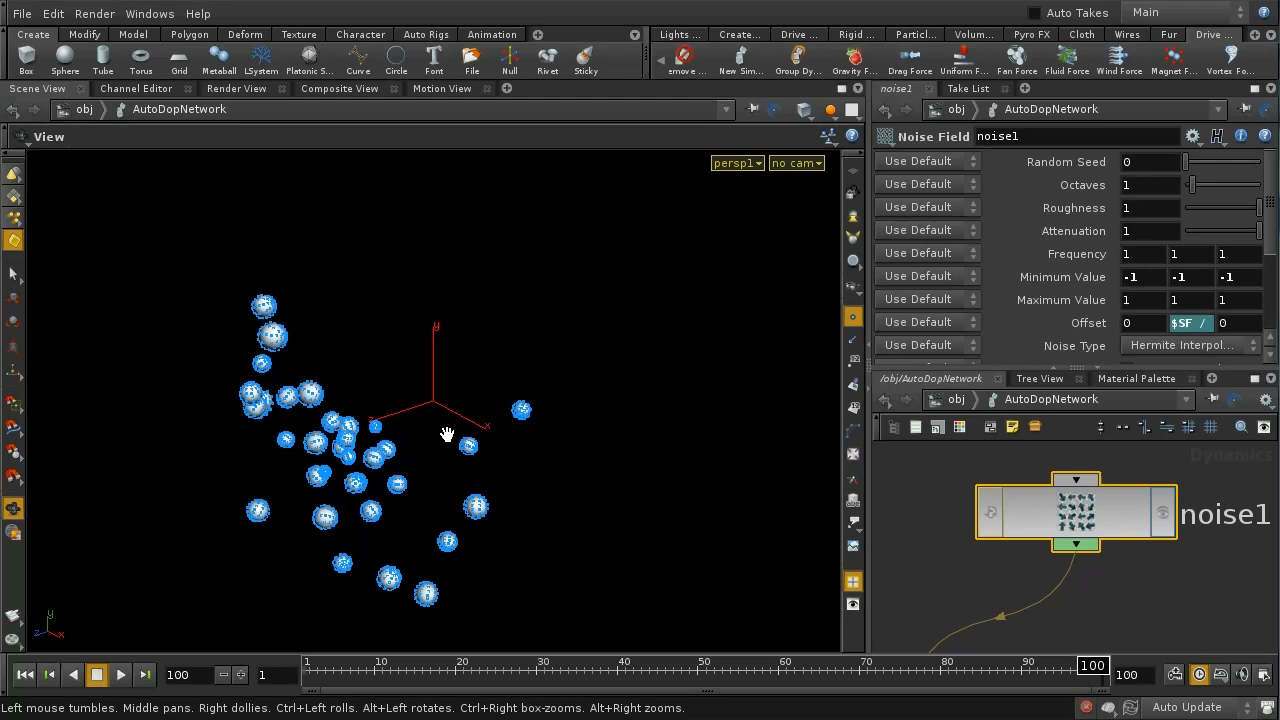 File Edit Render Windows Help Auto Takes Main
Create Modify Model Polygon Deform Texture Character Auto Rigs Animation Lights ... Create... Drive ... Rigid ... Particl... Volum... Pyro FX Cloth Wires Fur Drive ...
Box Sphere Tube Torus Grid Metaball LSystem Platonic S... Curve Circle Font File Null Rivet Sticky emove ... New Sim... Group Dy... Gravity F... Drag Force Uniform F... Fan Force Fluid Force Wind Force Magnet F... Vortex Fo...
Scene View Channel Editor Render View Composite View Motion View noise1 Take List
obj AutoDopNetwork obj AutoDopNetwork
View
Noise Field noise1
persp1 no cam
Use Default Random Seed 0
Use Default Octaves 1
Use Default Roughness 1
Use Default Attenuation 1
Use Default Frequency 1 1 1
Use Default Minimum Value -1 -1 -1
Use Default Maximum Value 1 1 1
Use Default Offset 0 $SF / 0
Use Default Noise Type Hermite Interpol...
/obj/AutoDopNetwork Tree View Material Palette
obj AutoDopNetwork
Dynamics
noise1
y
x
z
y
z x
100 1 1 10 20 30 40 50 60 70 80 90 100 100
Left mouse tumbles. Middle pans. Right dollies. Ctrl+Left rolls. Alt+Left rotates. Ctrl+Right box-zooms. Alt+Right zooms. Auto Update